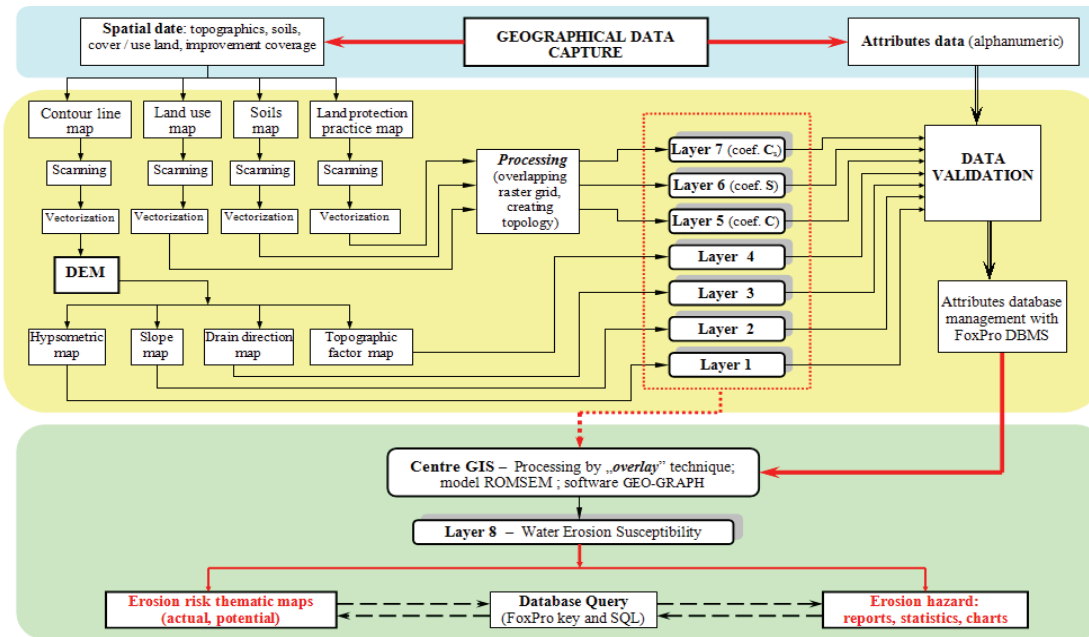 Spatial date: topographics, soils,
cover / use land, improvement coverage
GEOGRAPHICAL DATA
CAPTURE
Attributes data (alphanumeric)
Contour line
map
Land use
map
Soils
map
Land protection
practice map
Scanning
Scanning
Scanning
Scanning
Vectorization
Vectorization
Vectorization
Vectorization
DEM
Hypsometric
map
Slope
map
Drain direction
map
Topographic
factor map
Processing
(overlapping
raster grid,
creating
topology)
Layer 7 (coef. Cs)
Layer 6 (coef. S)
Layer 5 (coef. C)
Layer 4
Layer 3
Layer 2
Layer 1
DATA
VALIDATION
Attributes database
management with
FoxPro DBMS
Centre GIS – Processing by „overlay” technique;
model ROMSEM ; software GEO-GRAPH
Layer 8 – Water Erosion Susceptibility
Erosion risk thematic maps
(actual, potential)
Database Query
(FoxPro key and SQL)
Erosion hazard:
reports, statistics, charts